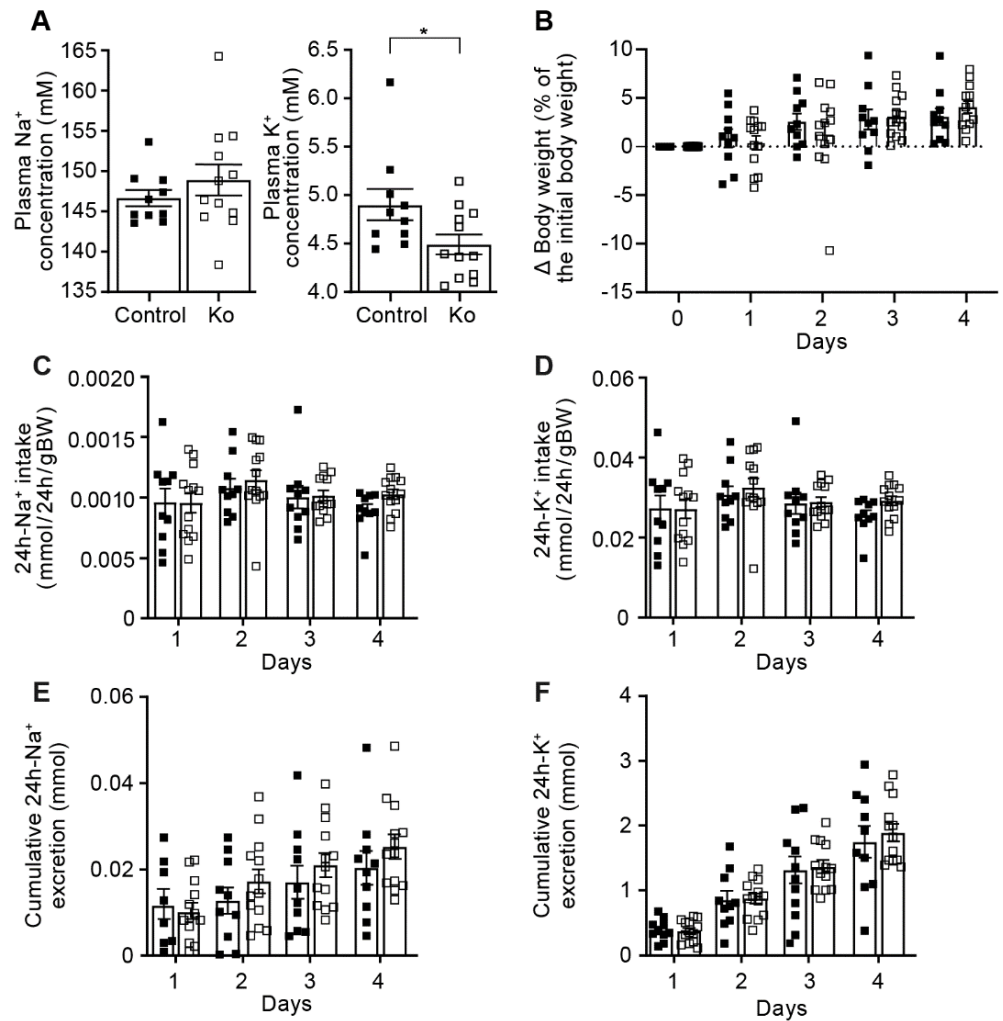 A
Plasma Na⁺
concentration (mM)
165
160
155
150
145
140
135
Control
Ko
Plasma K⁺
concentration (mM)
6.5
6.0
5.5
5.0
4.5
4.0
*
Control
Ko
B
Δ Body weight (% of
the initial body weight)
10
5
0
-5
-10
-15
0 1 2 3 4
Days
C
24h-Na⁺ intake
(mmol/24h/gBW)
0.0020
0.0015
0.0010
0.005
0
1 2 3 4
Days
D
24h-K⁺ intake
(mmol/24h/gBW)
0.06
0.04
0.02
0
1 2 3 4
Days
E
Cumulative 24h-Na⁺
excretion (mmol)
0.06
0.04
0.02
0
1 2 3 4
Days
F
Cumulative 24h-K⁺
excretion (mmol)
4
3
2
1
0
1 2 3 4
Days